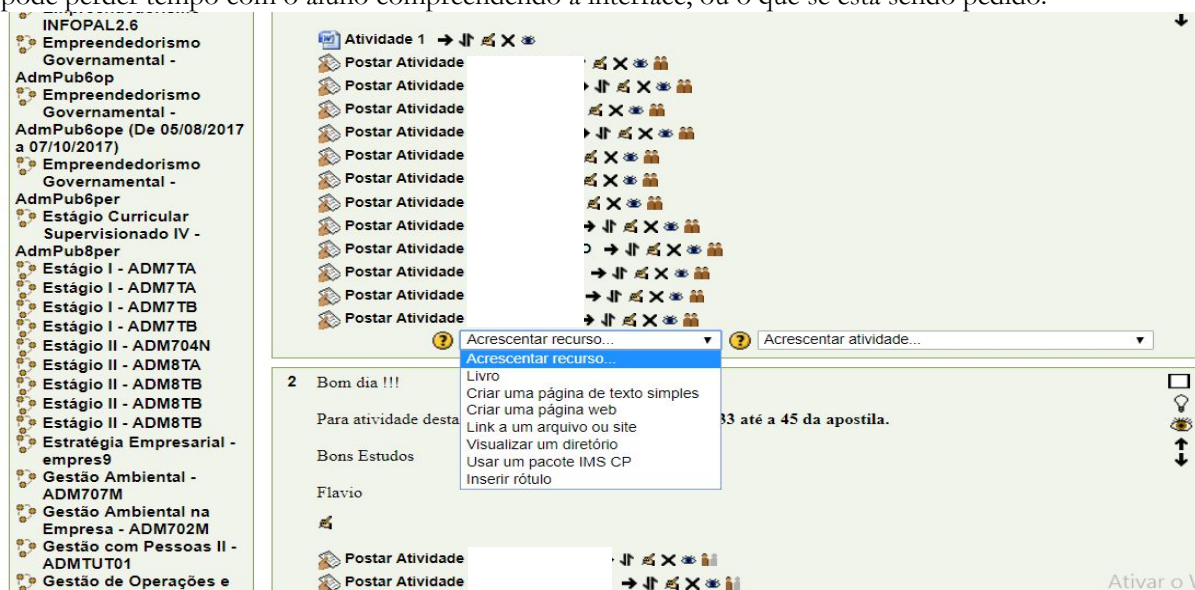 pode perder tempo com o aluno compreendendo a interface, ou o que se está sendo pedido.
INFOPAL2.6
Empreendedorismo
Governamental -
AdmPub6op
Empreendedorismo
Governamental -
AdmPub6ope (De 05/08/2017
a 07/10/2017)
Empreendedorismo
Governamental -
AdmPub6per
Estágio Curricular
Supervisionado IV -
AdmPub8per
Estágio I - ADM7TA
Estágio I - ADM7TA
Estágio I - ADM7TB
Estágio I - ADM7TB
Estágio II - ADM704N
Estágio II - ADM8TA
Estágio II - ADM8TB
Estágio II - ADM8TB
Estágio II - ADM8TB
Estratégia Empresarial -
empres9
Gestão Ambiental -
ADM707M
Gestão Ambiental na
Empresa - ADM702M
Gestão com Pessoas II -
ADMTUT01
Gestão de Operações e
Atividade 1
Postar Atividade
Postar Atividade
Postar Atividade
Postar Atividade
Postar Atividade
Postar Atividade
Postar Atividade
Postar Atividade
Postar Atividade
Postar Atividade
Postar Atividade
Postar Atividade
? Acrescentar recurso... ? Acrescentar atividade...
Acrescentar recurso...
Livro
Criar uma página de texto simples
Criar uma página web
Link a um arquivo ou site
Visualizar um diretório
Usar um pacote IMS CP
Inserir rótulo
2 Bom dia !!!
Para atividade desta 33 até a 45 da apostila.
Bons Estudos
Flavio
Postar Atividade
Postar Atividade
Ativar o